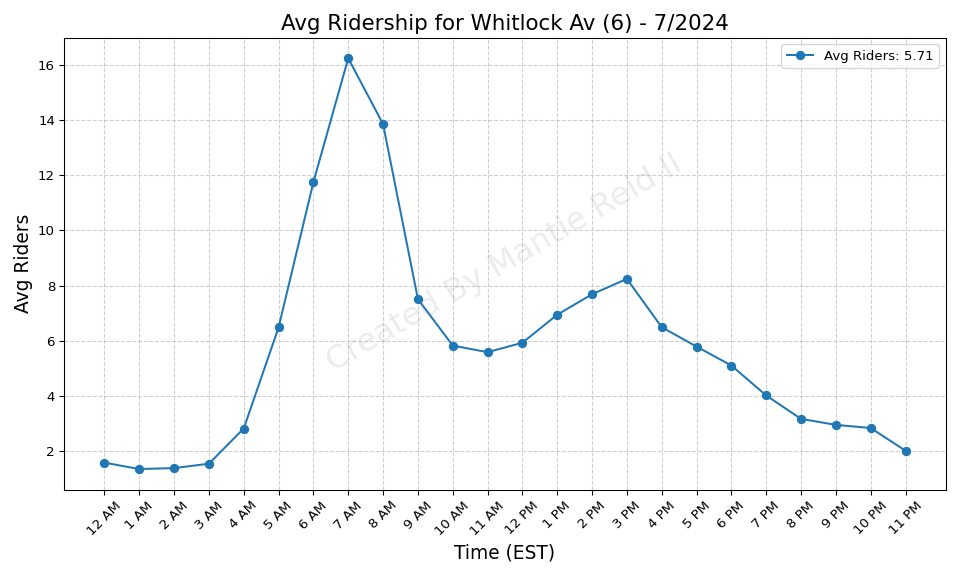 Avg Ridership for Whitlock Av (6) - 7/2024
Avg Riders: 5.71
16
14
12
10
8
6
4
2
Avg Riders
Created By Mantie Reid II
12 AM
1 AM
2 AM
3 AM
4 AM
5 AM
6 AM
7 AM
8 AM
9 AM
10 AM
11 AM
12 PM
1 PM
2 PM
3 PM
4 PM
5 PM
6 PM
7 PM
8 PM
9 PM
10 PM
11 PM
Time (EST)